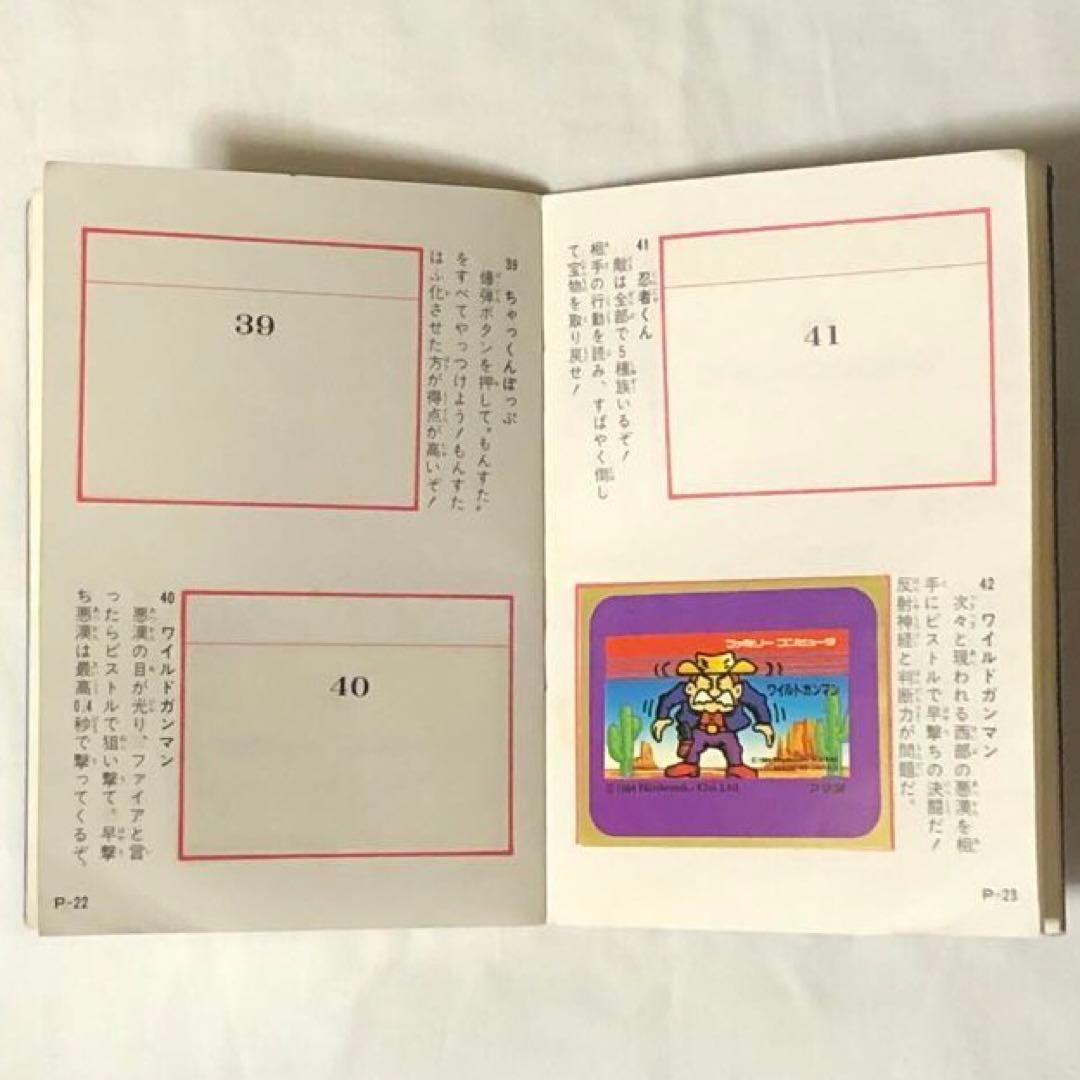 39 ちゃっくんぽっぷ
爆弾ボタンを押して、もんすた
をすべてやっつけよう!もんすた
はふ化させた方が得点が高いぞ!
39
40 ワイルドガンマン
悪漢の目が光り、ファイアと言
ったらピストルで狙い撃て。早撃
ち悪漢は最高0.4秒で撃ってくるぞ。
40
P-22
41 忍者くん
敵は全部で5種族いるぞ!
相手の行動を読み、すばやく倒し
て宝物を取り戻せ!
41
42 ワイルドガンマン
次々と現われる西部の悪漢を相
手にピストルで早撃ちの決闘だ!
反射神経と判断力が問題だ。
ファミリー コンピュータ
ワイルドガンマン
© 1984 Nintendo Co., Ltd.
アマダ
P-23